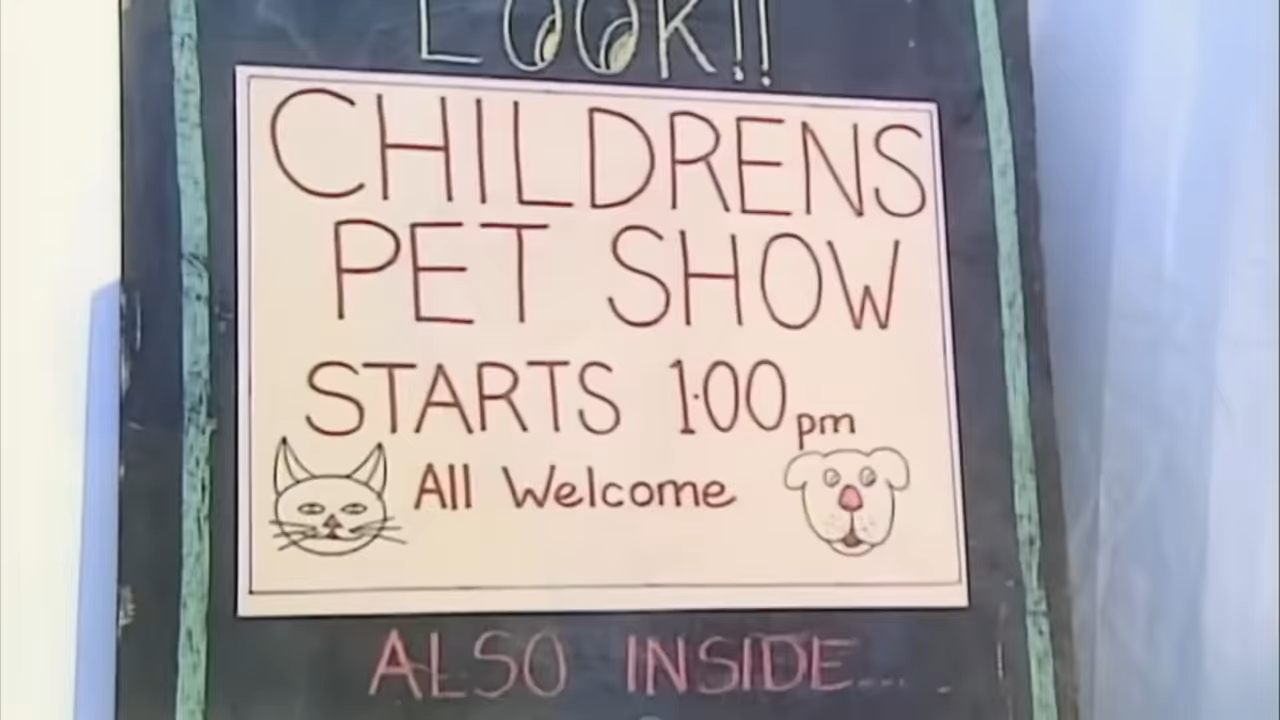 LOOK!!
CHILDRENS
PET SHOW
STARTS 1·00 pm
All Welcome
ALSO INSIDE....